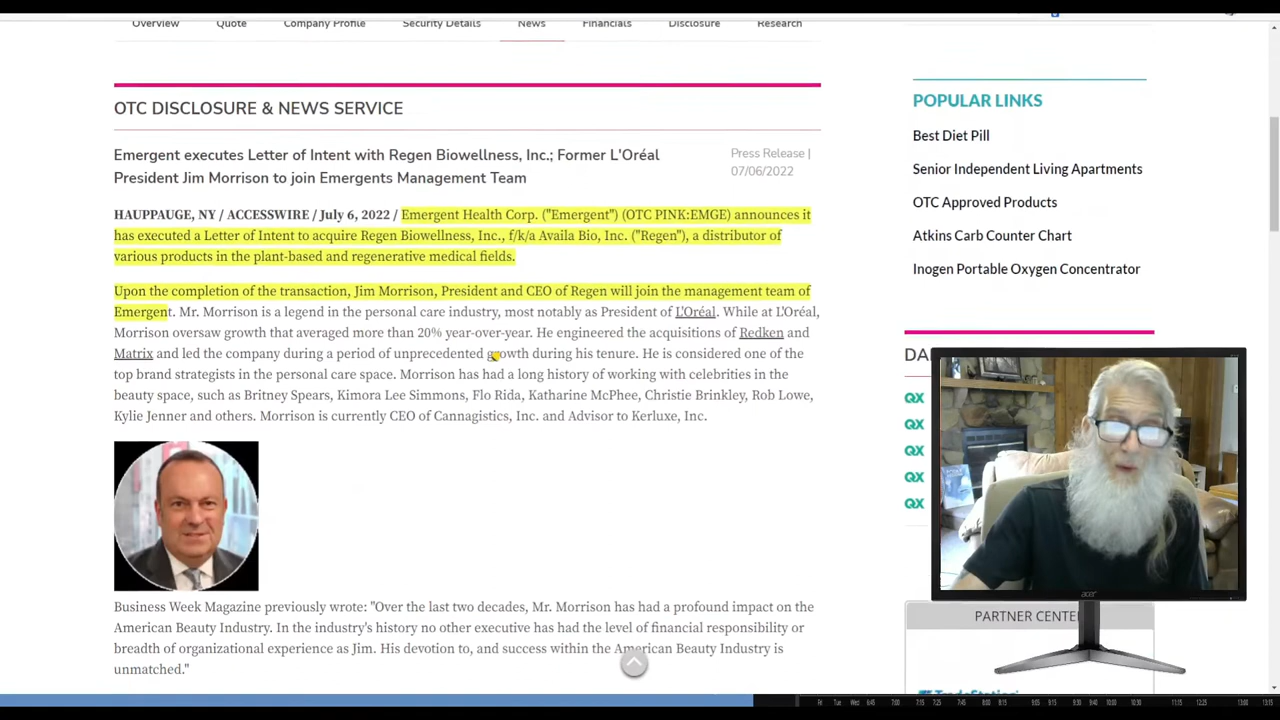 Overview Quote Company Profile Security Details News Financials Disclosure Research
OTC DISCLOSURE & NEWS SERVICE
Emergent executes Letter of Intent with Regen Biowellness, Inc.; Former L'Oréal
President Jim Morrison to join Emergents Management Team
Press Release |
07/06/2022
HAUPPAUGE, NY / ACCESSWIRE / July 6, 2022 / Emergent Health Corp. ("Emergent") (OTC PINK:EMGE) announces it
has executed a Letter of Intent to acquire Regen Biowellness, Inc., f/k/a Availa Bio, Inc. ("Regen"), a distributor of
various products in the plant-based and regenerative medical fields.
Upon the completion of the transaction, Jim Morrison, President and CEO of Regen will join the management team of
Emergent. Mr. Morrison is a legend in the personal care industry, most notably as President of L'Oréal. While at L'Oréal,
Morrison oversaw growth that averaged more than 20% year-over-year. He engineered the acquisitions of Redken and
Matrix and led the company during a period of unprecedented growth during his tenure. He is considered one of the
top brand strategists in the personal care space. Morrison has had a long history of working with celebrities in the
beauty space, such as Britney Spears, Kimora Lee Simmons, Flo Rida, Katharine McPhee, Christie Brinkley, Rob Lowe,
Kylie Jenner and others. Morrison is currently CEO of Cannagistics, Inc. and Advisor to Kerluxe, Inc.
Business Week Magazine previously wrote: "Over the last two decades, Mr. Morrison has had a profound impact on the
American Beauty Industry. In the industry's history no other executive has had the level of financial responsibility or
breadth of organizational experience as Jim. His devotion to, and success within the American Beauty Industry is
unmatched."
POPULAR LINKS
Best Diet Pill
Senior Independent Living Apartments
OTC Approved Products
Atkins Carb Counter Chart
Inogen Portable Oxygen Concentrator
DA
QX
QX
QX
QX
QX
acer
PARTNER CENTE
TradeStation